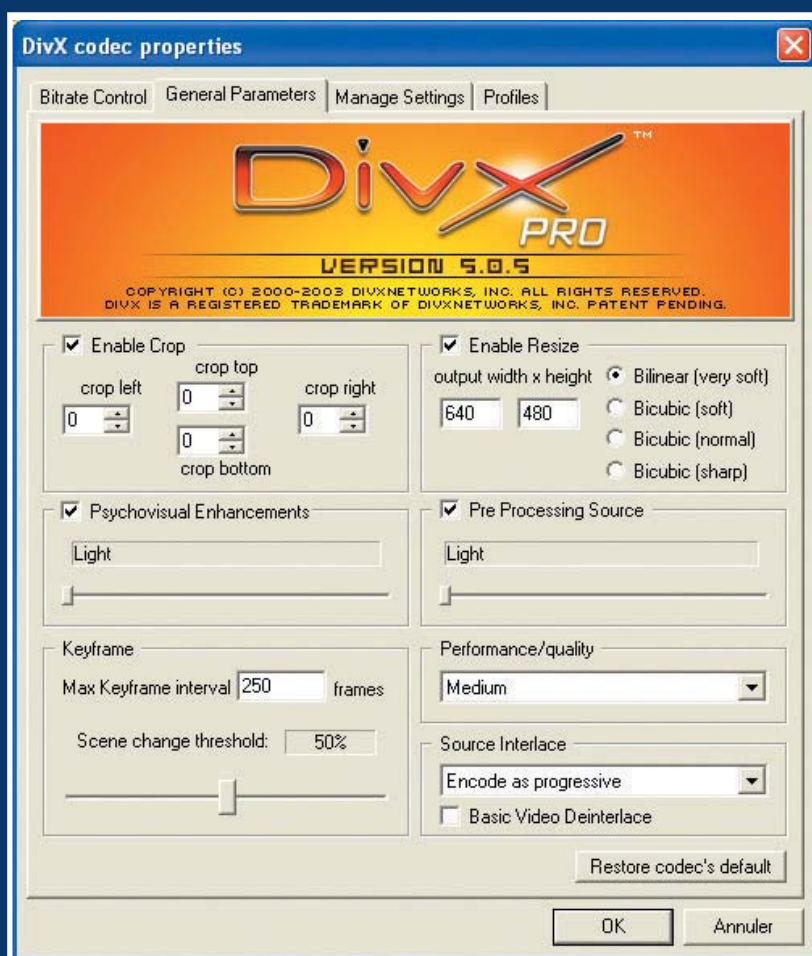 DivX codec properties
Bitrate Control General Parameters Manage Settings Profiles
DivX ™
PRO
VERSION 5.0.5
COPYRIGHT (C) 2000-2003 DIVXNETWORKS, INC. ALL RIGHTS RESERVED.
DIVX IS A REGISTERED TRADEMARK OF DIVXNETWORKS, INC. PATENT PENDING.
Enable Crop
crop top
crop left
crop right
0
0
0
0
crop bottom
Enable Resize
output width x height
640 480
Bilinear (very soft)
Bicubic (soft)
Bicubic (normal)
Bicubic (sharp)
Psychovisual Enhancements
Light
Pre Processing Source
Light
Keyframe
Max Keyframe interval 250 frames
Scene change threshold: 50%
Performance/quality
Medium
Source Interlace
Encode as progressive
Basic Video Deinterlace
Restore codec's default
OK Annuler